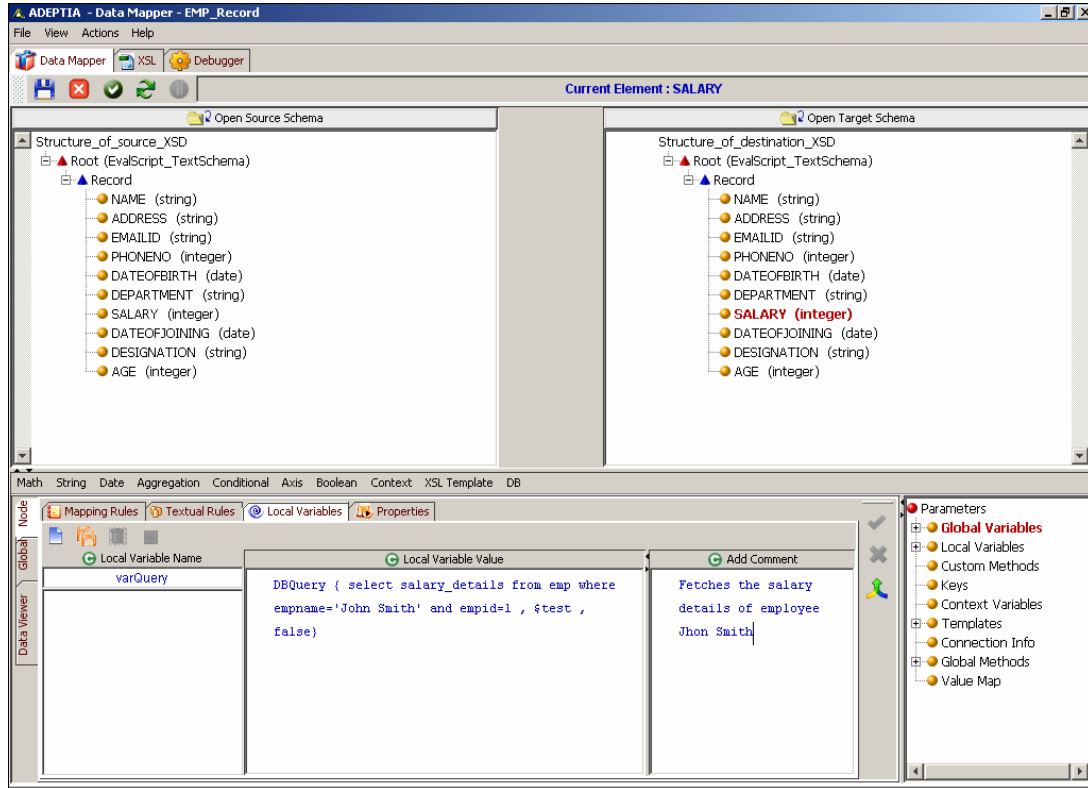 ADEPTIA - Data Mapper - EMP_Record
File View Actions Help
Data Mapper XSL Debugger
Current Element : SALARY
Open Source Schema
Open Target Schema
Structure_of_source_XSD
Root (EvalScript_TextSchema)
Record
NAME (string)
ADDRESS (string)
EMAILID (string)
PHONENO (integer)
DATEOFBIRTH (date)
DEPARTMENT (string)
SALARY (integer)
DATEOFJOINING (date)
DESIGNATION (string)
AGE (integer)
Structure_of_destination_XSD
Root (EvalScript_TextSchema)
Record
NAME (string)
ADDRESS (string)
EMAILID (string)
PHONENO (integer)
DATEOFBIRTH (date)
DEPARTMENT (string)
SALARY (integer)
DATEOFJOINING (date)
DESIGNATION (string)
AGE (integer)
Math String Date Aggregation Conditional Axis Boolean Context XSL Template DB
Node
Global
Data Viewer
Mapping Rules Textual Rules Local Variables Properties
Local Variable Name
varQuery
Local Variable Value
DBQuery { select salary_details from emp where
empname='John Smith' and empid=1 , $test ,
false}
Add Comment
Fetches the salary
details of employee
Jhon Smith
Parameters
Global Variables
Local Variables
Custom Methods
Keys
Context Variables
Templates
Connection Info
Global Methods
Value Map